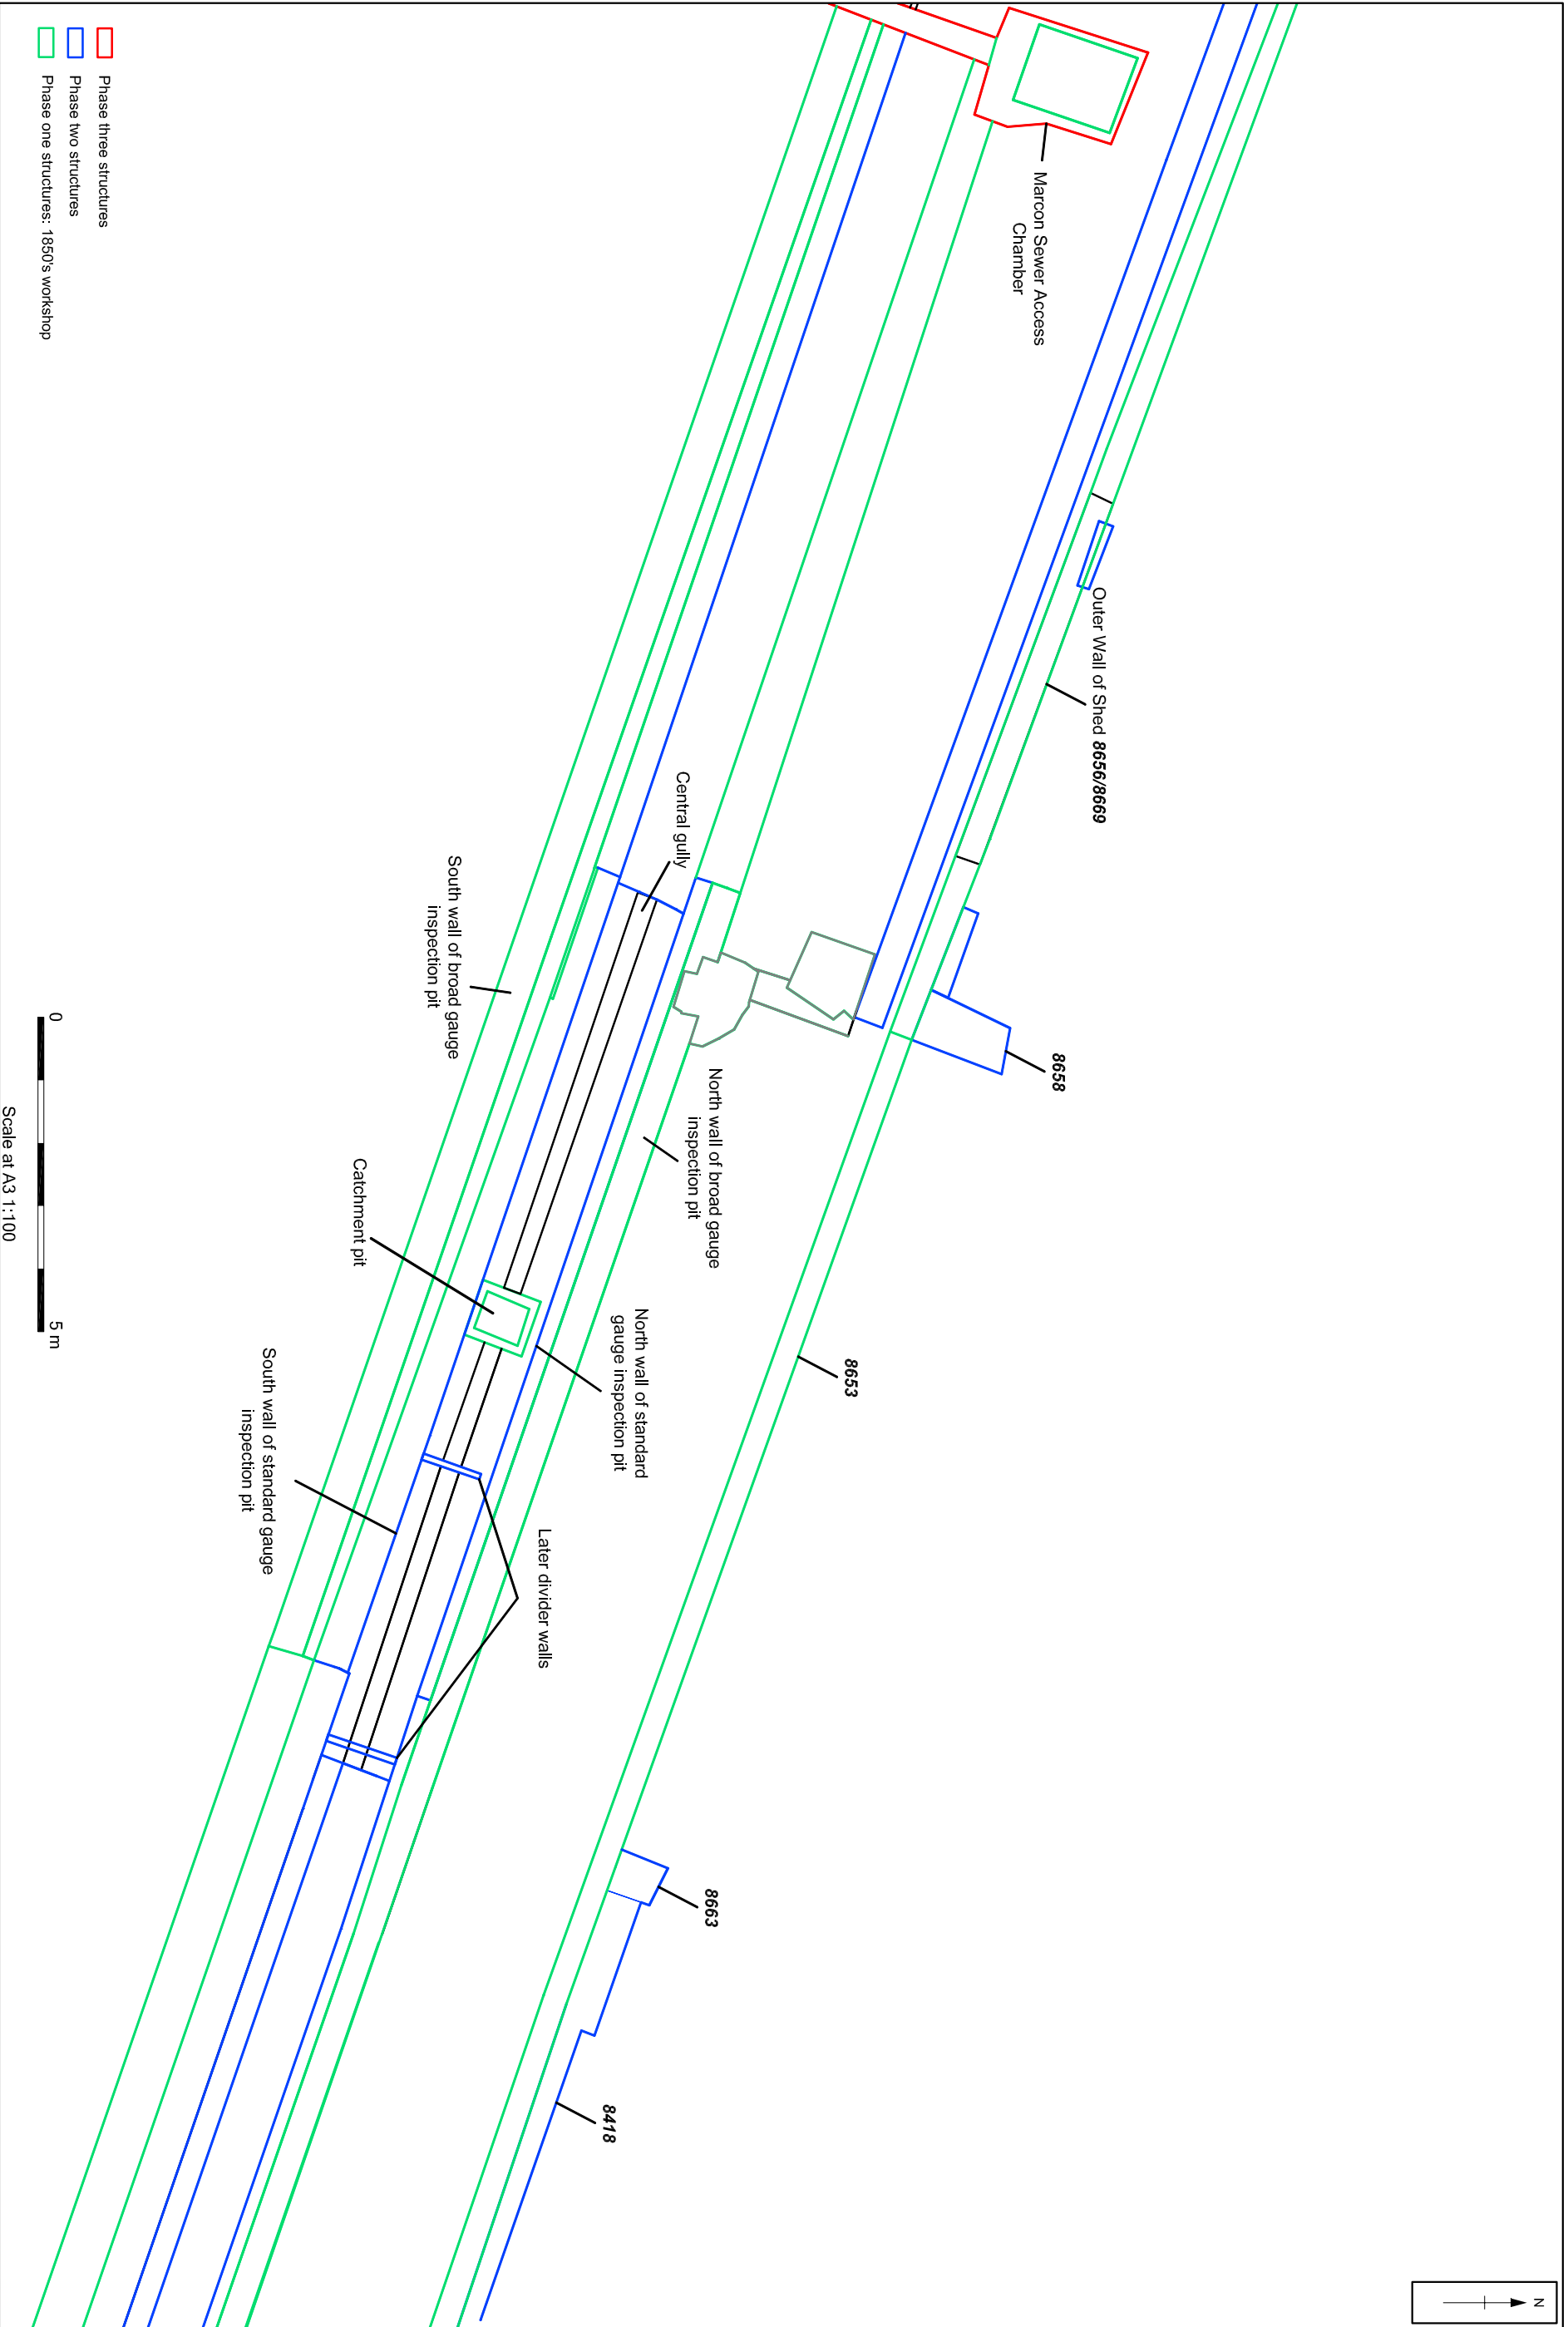 N
Marcon Sewer Access
Chamber
Outer Wall of Shed 8656/8669
8658
8653
8663
8418
Central gully
South wall of broad gauge
inspection pit
North wall of broad gauge
inspection pit
Catchment pit
North wall of standard
gauge inspection pit
South wall of standard gauge
inspection pit
Later divider walls
Phase three structures
Phase two structures
Phase one structures: 1850's workshop
0
5 m
Scale at A3 1:100